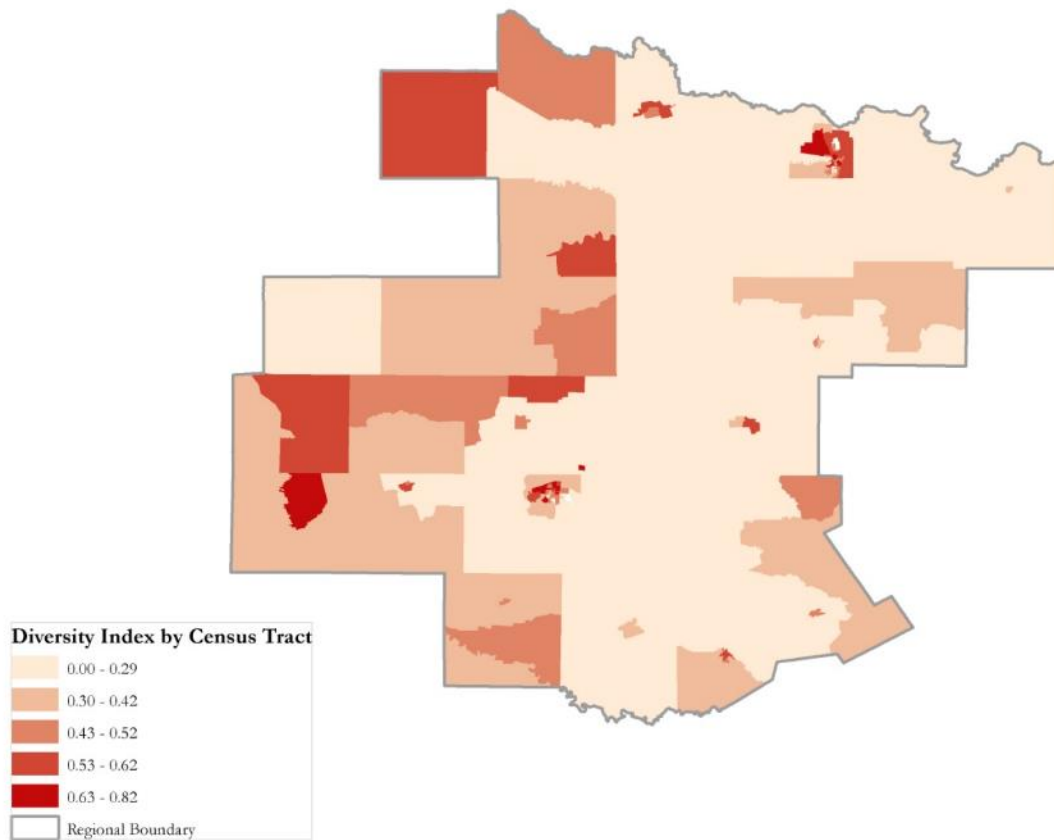 Diversity Index by Census Tract
0.00 - 0.29
0.30 - 0.42
0.43 - 0.52
0.53 - 0.62
0.63 - 0.82
Regional Boundary